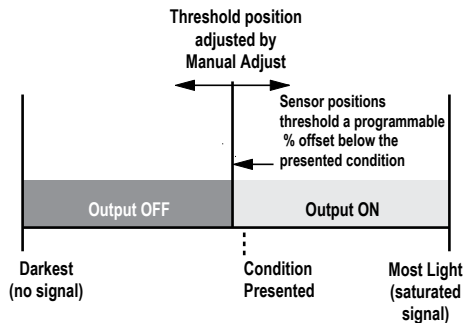 Threshold position
adjusted by
Manual Adjust
Sensor positions
threshold a programmable
% offset below the
presented condition
Output OFF
Output ON
Darkest
(no signal)
Condition
Presented
Most Light
(saturated
signal)